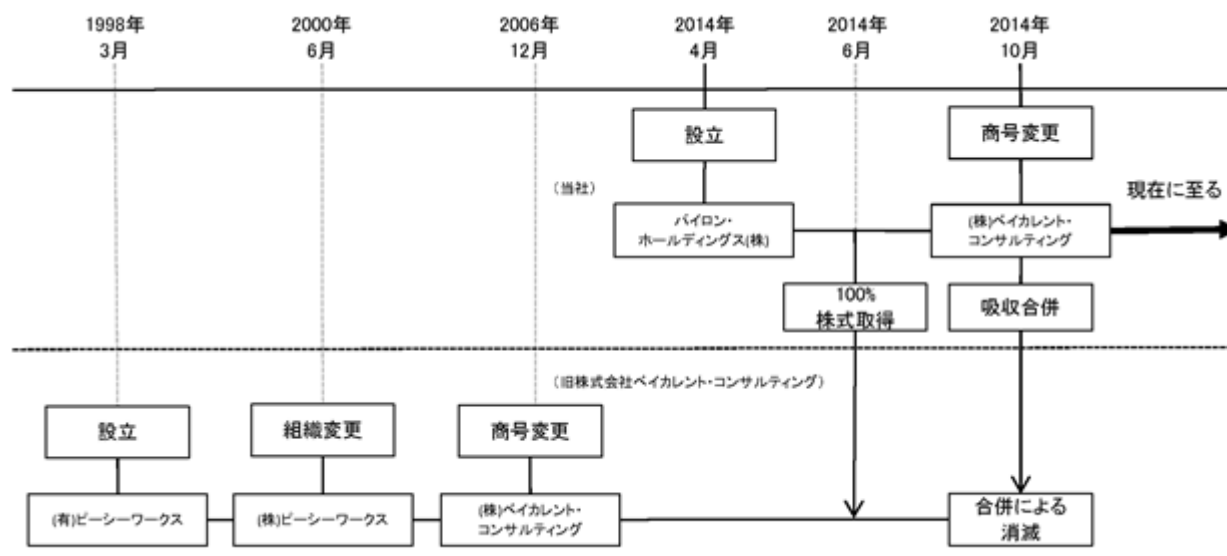 1998年
3月
2000年
6月
2006年
12月
2014年
4月
2014年
6月
2014年
10月
設立
商号変更
(当社)
現在に至る
バイロン・
ホールディングス(株)
(株)ベイカレント・
コンサルティング
100%
株式取得
吸収合併
(旧株式会社ベイカレント・コンサルティング)
設立
組織変更
商号変更
(有)ピーシーワークス
(株)ピーシーワークス
(株)ベイカレント・
コンサルティング
合併による
消滅